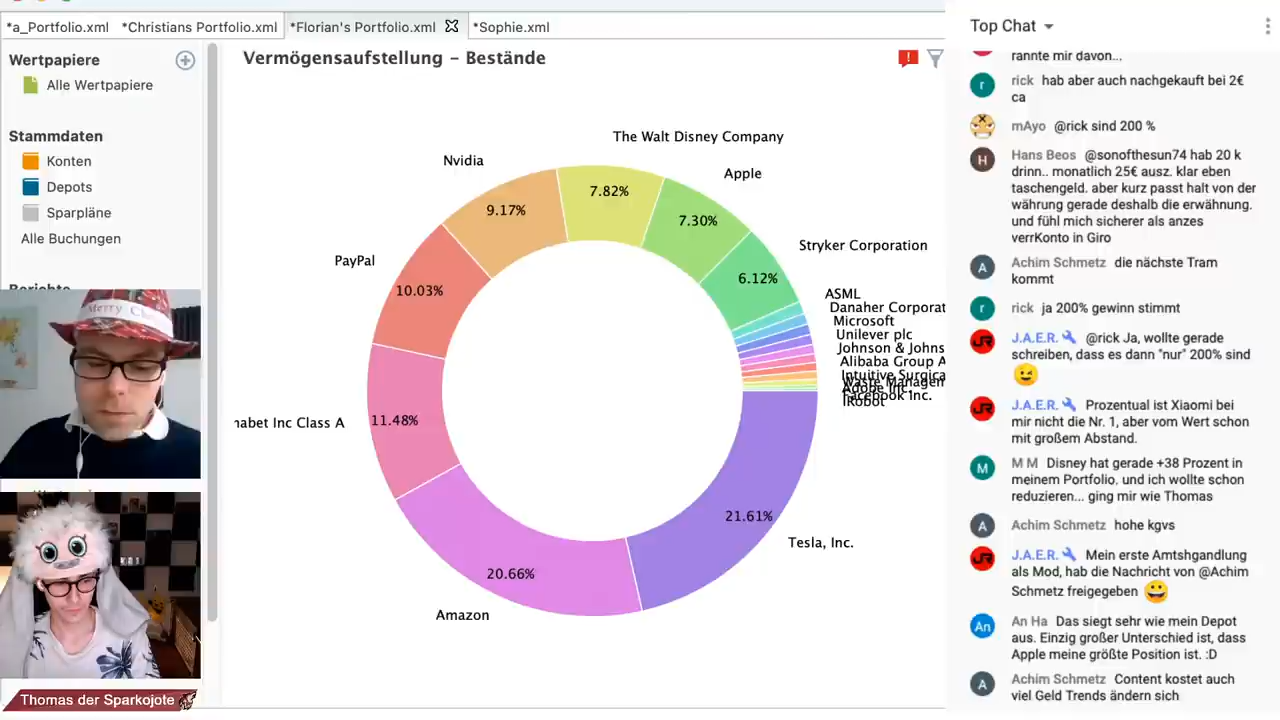 *a_Portfolio.xml
*Christians Portfolio.xml
*Florian's Portfolio.xml
*Sophie.xml
Wertpapiere
Alle Wertpapiere
Stammdaten
Konten
Depots
Sparpläne
Alle Buchungen
Berichte
Merry
Thomas der Sparkojote
Vermögensaufstellung – Bestände
The Walt Disney Company
Nvidia
Apple
7.82%
9.17%
7.30%
Stryker Corporation
PayPal
6.12%
10.03%
ASML
Danaher Corporat
Microsoft
Unilever plc
Johnson & Johns
Alibaba Group A
Intuitive Surgica
Waste Managem
Adobe Inc.
Facebook Inc.
iRobot
habet Inc Class A
11.48%
21.61%
Tesla, Inc.
20.66%
Amazon
Top Chat
rannte mir davon...
r rick hab aber auch nachgekauft bei 2€
ca
mAyo @rick sind 200 %
H Hans Beos @sonofthesun74 hab 20 k
drinn.. monatlich 25€ ausz. klar eben
taschengeld. aber kurz passt halt von der
währung gerade deshalb die erwähnung.
und fühl mich sicherer als anzes
verrKonto in Giro
A Achim Schmetz die nächste Tram
kommt
r rick ja 200% gewinn stimmt
JR J.A.E.R. @rick Ja, wollte gerade
schreiben, dass es dann "nur" 200% sind
JR J.A.E.R. Prozentual ist Xiaomi bei
mir nicht die Nr. 1, aber vom Wert schon
mit großem Abstand.
M M M Disney hat gerade +38 Prozent in
meinem Portfolio. und ich wollte schon
reduzieren... ging mir wie Thomas
A Achim Schmetz hohe kgvs
JR J.A.E.R. Mein erste Amtshgandlung
als Mod, hab die Nachricht von @Achim
Schmetz freigegeben
An An Ha Das siegt sehr wie mein Depot
aus. Einzig großer Unterschied ist, dass
Apple meine größte Position ist. :D
A Achim Schmetz Content kostet auch
viel Geld Trends ändern sich